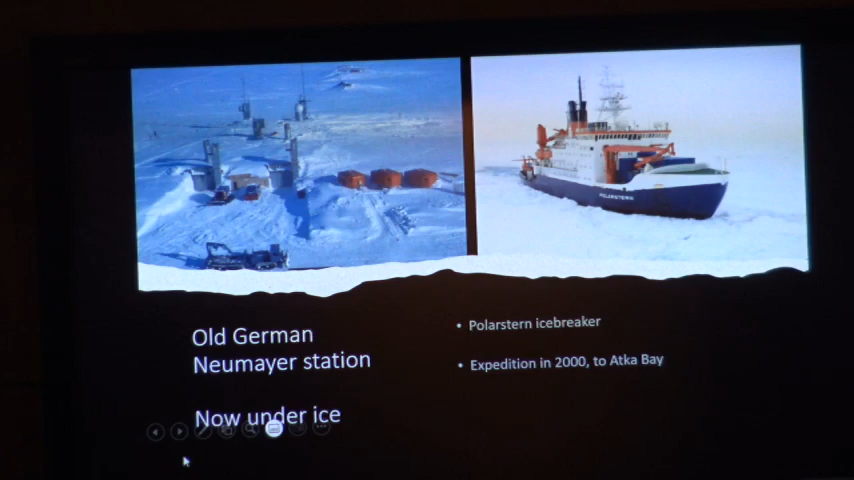 POLARSTERN
Old German
Neumayer station
Now under ice
• Polarstern icebreaker
• Expedition in 2000, to Atka Bay